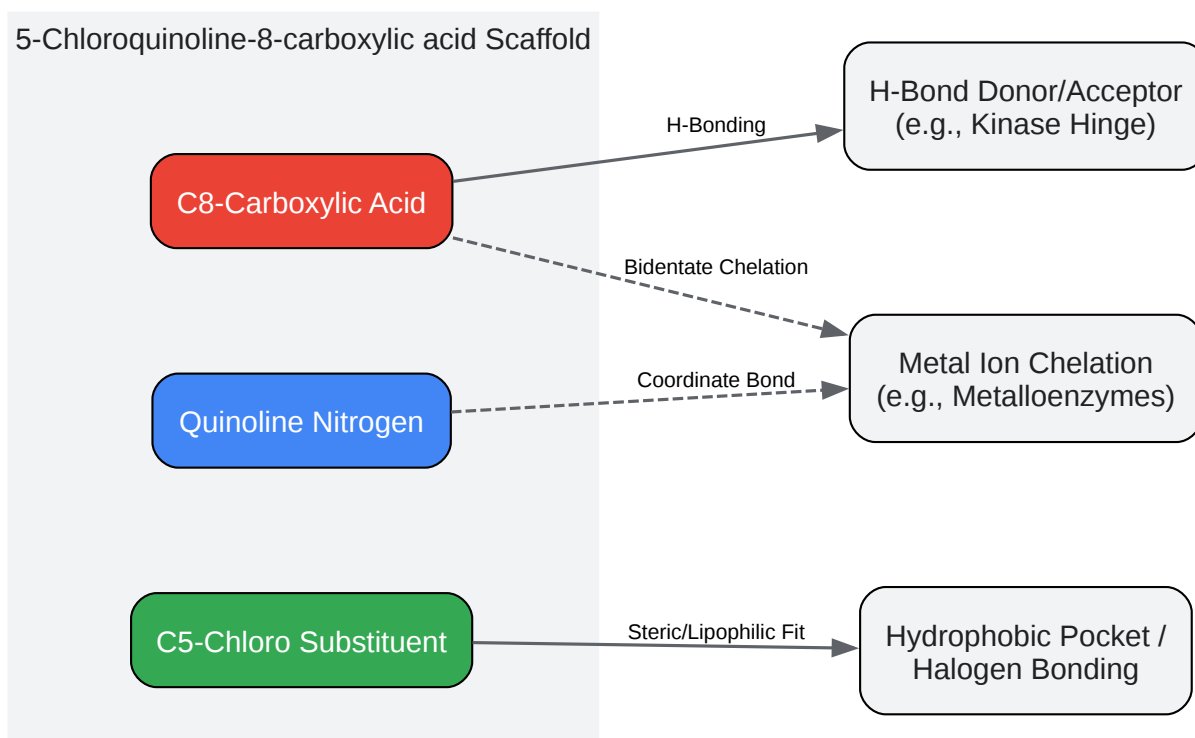 5-Chloroquinoline-8-carboxylic acid Scaffold
H-Bond Donor/Acceptor
(e.g., Kinase Hinge)
H-Bonding
C8-Carboxylic Acid
Bidentate Chelation
Metal Ion Chelation
(e.g., Metalloenzymes)
Coordinate Bond
Quinoline Nitrogen
C5-Chloro Substituent
Steric/Lipophilic Fit
Hydrophobic Pocket /
Halogen Bonding